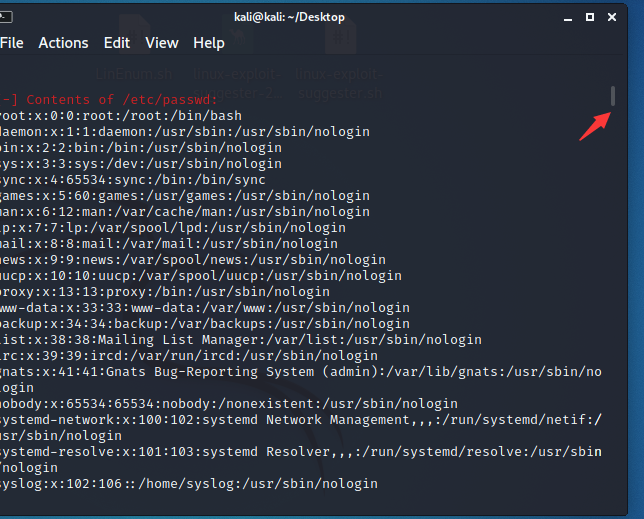 kali@kali: ~/Desktop
File Actions Edit View Help
LinEnum.sh linux-exploit- linux-exploit-
suggester-2... suggester.sh
-] Contents of /etc/passwd:
root:x:0:0:root:/root:/bin/bash
daemon:x:1:1:daemon:/usr/sbin:/usr/sbin/nologin
bin:x:2:2:bin:/bin:/usr/sbin/nologin
sys:x:3:3:sys:/dev:/usr/sbin/nologin
sync:x:4:65534:sync:/bin:/bin/sync
games:x:5:60:games:/usr/games:/usr/sbin/nologin
man:x:6:12:man:/var/cache/man:/usr/sbin/nologin
lp:x:7:7:lp:/var/spool/lpd:/usr/sbin/nologin
mail:x:8:8:mail:/var/mail:/usr/sbin/nologin
news:x:9:9:news:/var/spool/news:/usr/sbin/nologin
uucp:x:10:10:uucp:/var/spool/uucp:/usr/sbin/nologin
proxy:x:13:13:proxy:/bin:/usr/sbin/nologin
www-data:x:33:33:www-data:/var/www:/usr/sbin/nologin
backup:x:34:34:backup:/var/backups:/usr/sbin/nologin
list:x:38:38:Mailing List Manager:/var/list:/usr/sbin/nologin
irc:x:39:39:ircd:/var/run/ircd:/usr/sbin/nologin
gnats:x:41:41:Gnats Bug-Reporting System (admin):/var/lib/gnats:/usr/sbin/no
login
nobody:x:65534:65534:nobody:/nonexistent:/usr/sbin/nologin
systemd-network:x:100:102:systemd Network Management,,,:/run/systemd/netif:/
usr/sbin/nologin
systemd-resolve:x:101:103:systemd Resolver,,,:/run/systemd/resolve:/usr/sbin
/nologin
syslog:x:102:106::/home/syslog:/usr/sbin/nologin